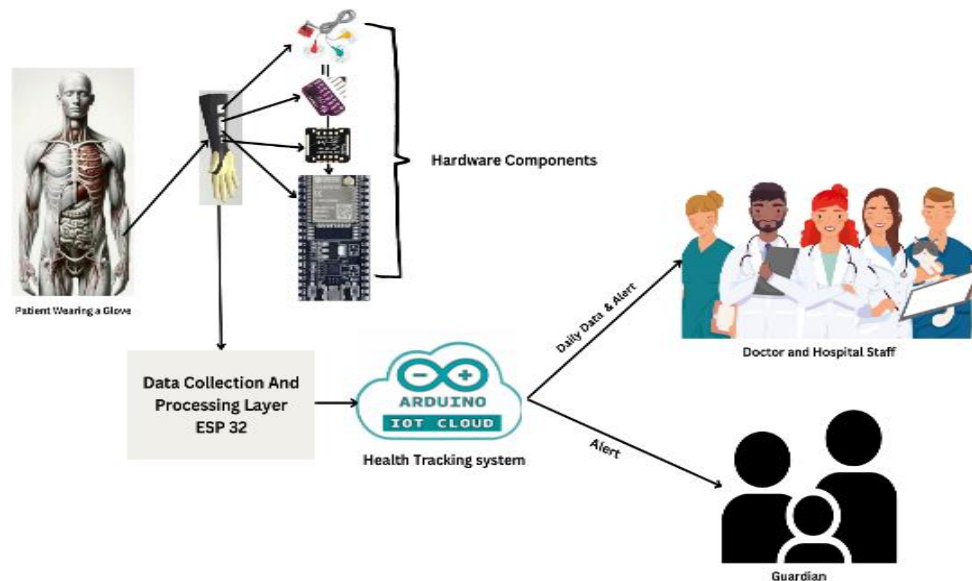 Hardware Components
Patient Wearing a Glove
Data Collection And
Processing Layer
ESP 32
ARDUINO
IOT CLOUD
Health Tracking system
Daily Data & Alert
Alert
Doctor and Hospital Staff
Guardian